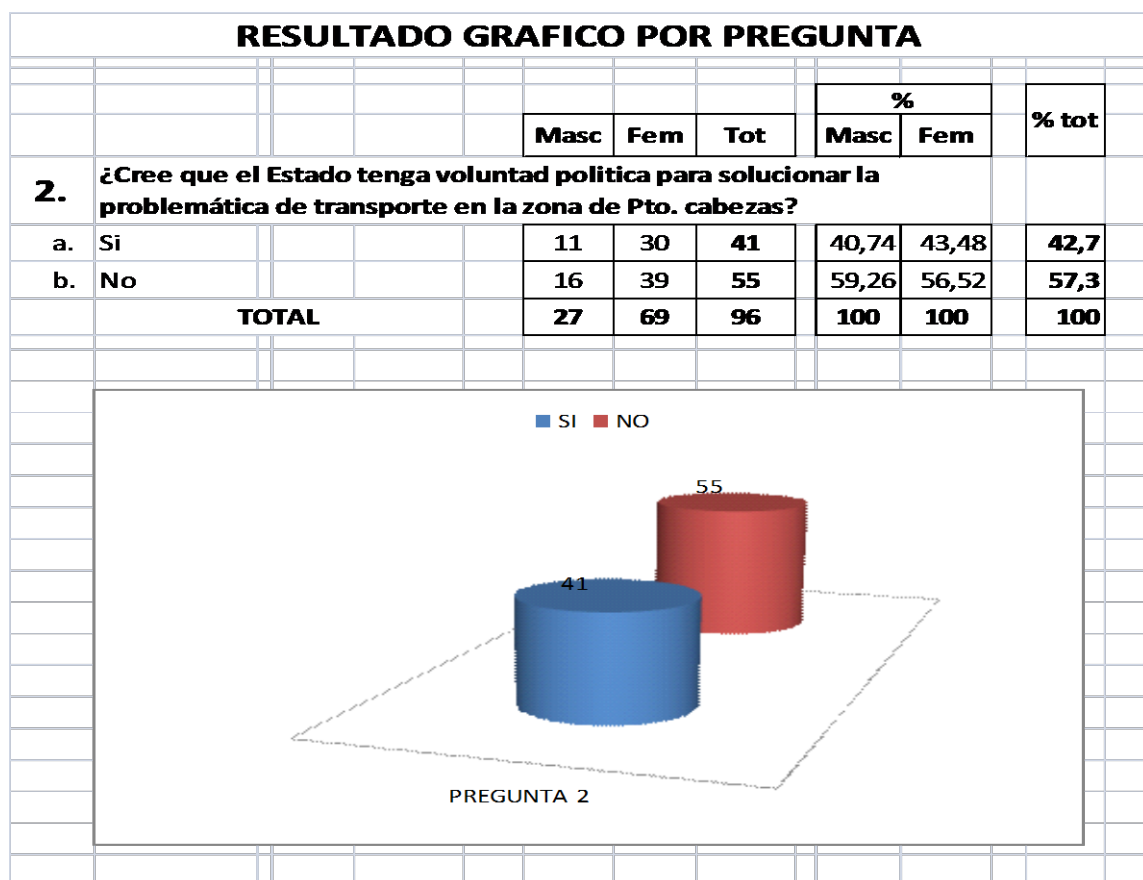 RESULTADO GRAFICO POR PREGUNTA
%
Masc Fem Tot Masc Fem % tot
2. ¿Cree que el Estado tenga voluntad politica para solucionar la
problemática de transporte en la zona de Pto. cabezas?
a. Si 11 30 41 40,74 43,48 42,7
b. No 16 39 55 59,26 56,52 57,3
TOTAL 27 69 96 100 100 100
SI NO
55
41
PREGUNTA 2